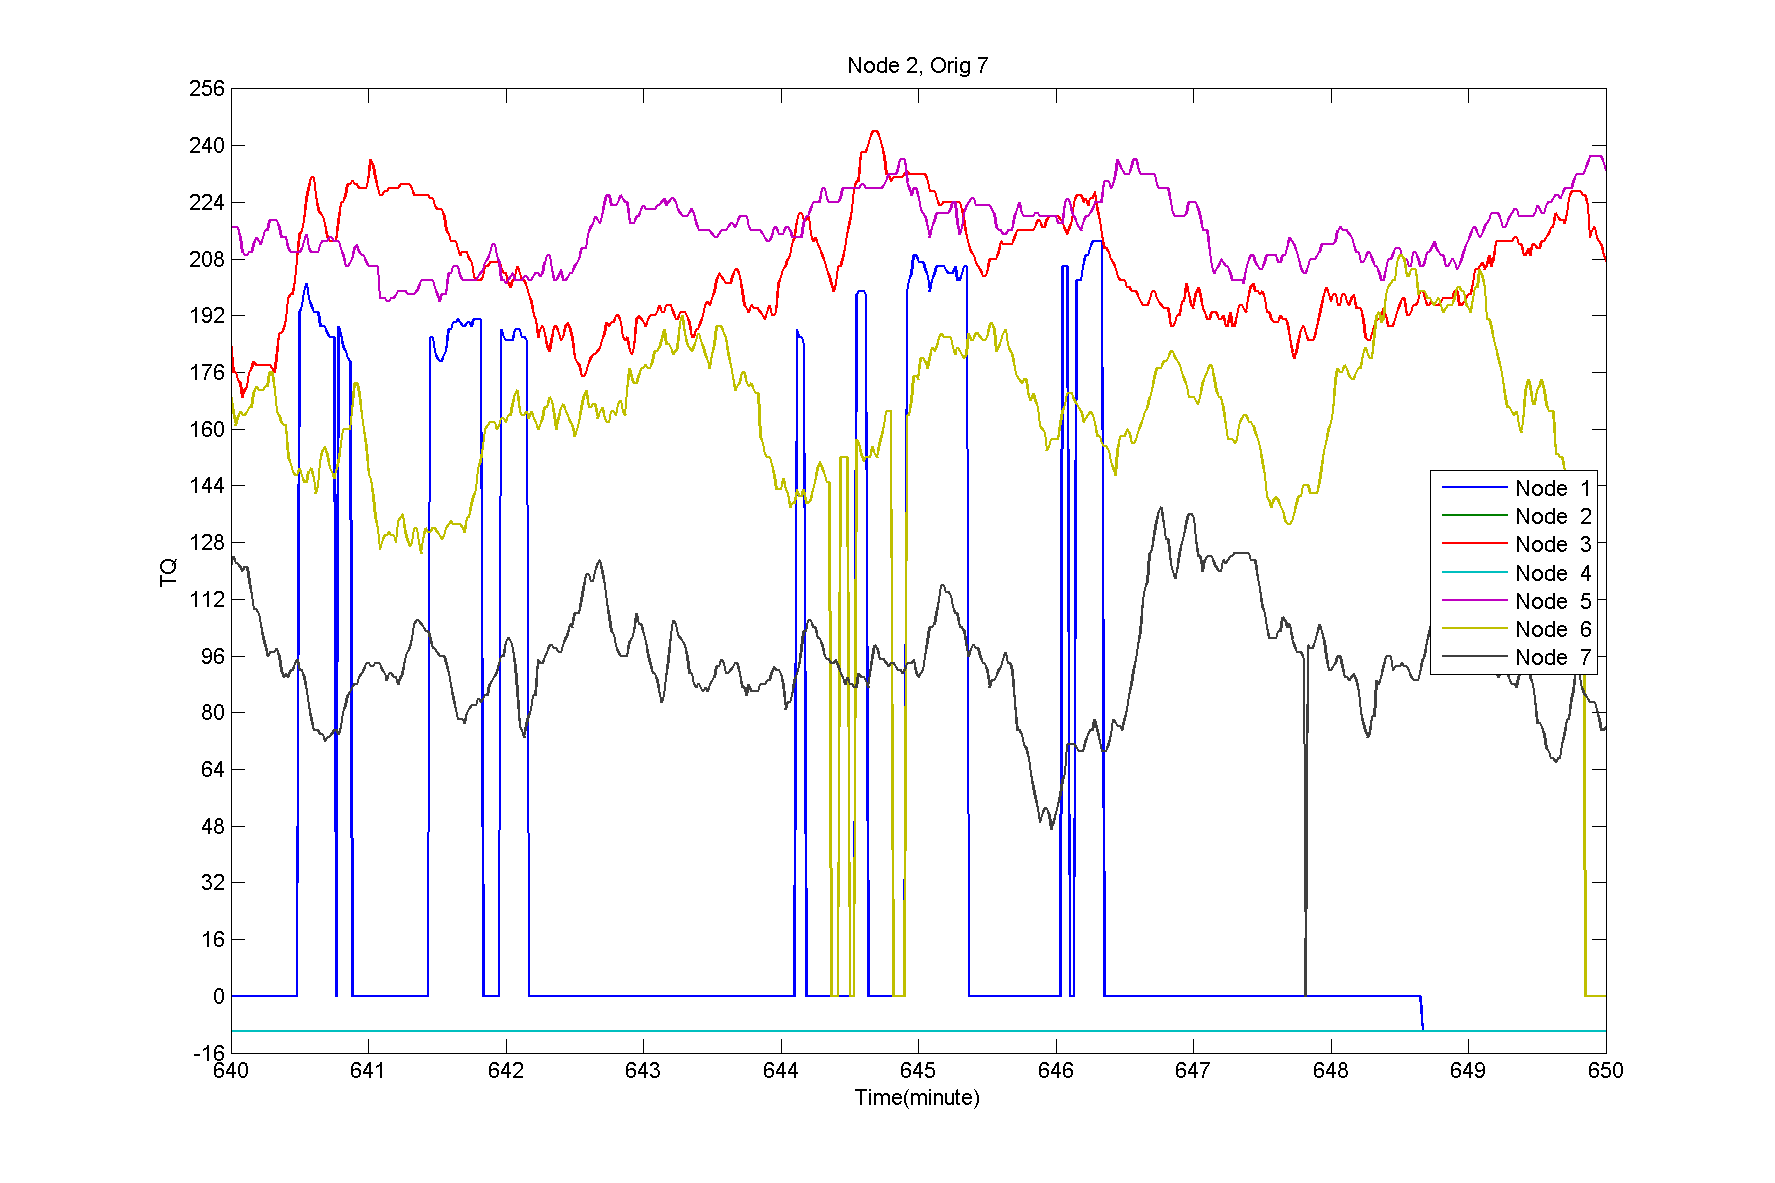 Node 2, Orig 7
256
240
224
208
192
176
160
144
128
112
96
80
64
48
32
16
0
-16
TQ
Node 1
Node 2
Node 3
Node 4
Node 5
Node 6
Node 7
640 641 642 643 644 645 646 647 648 649 650
Time(minute)